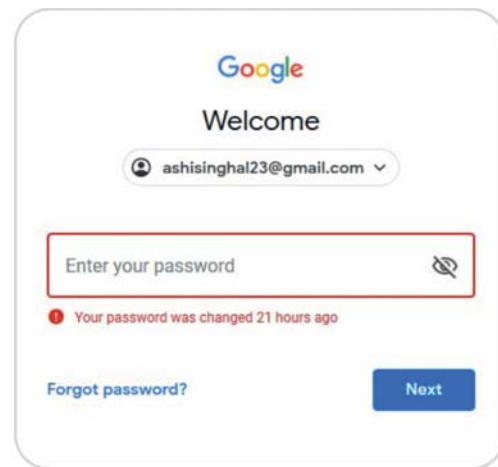 Google
Welcome
ashisinghal23@gmail.com
Enter your password
Your password was changed 21 hours ago
Forgot password?
Next